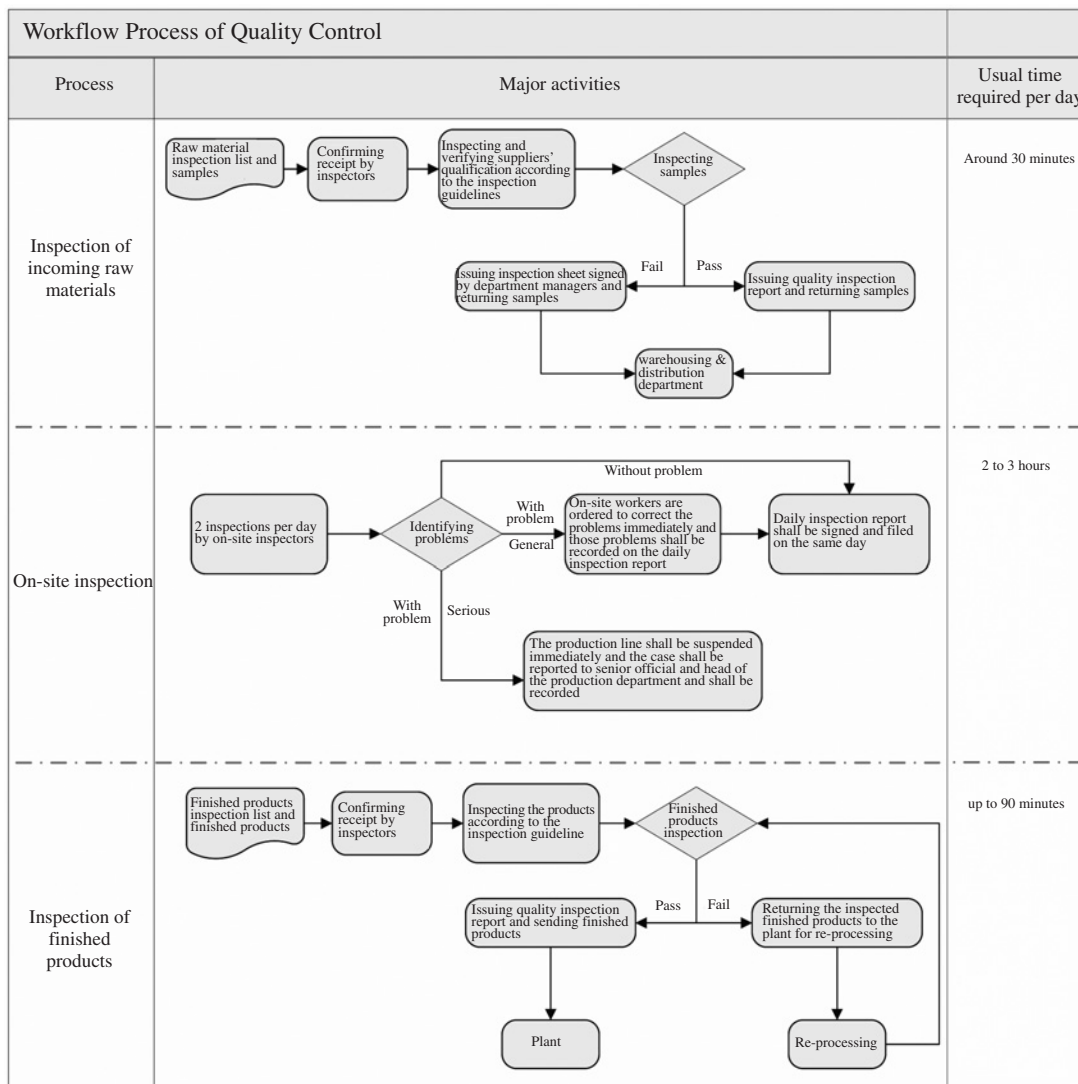 Workflow Process of Quality Control
Process
Major activities
Usual time
required per day
Inspection of
incoming raw
materials
Raw material
inspection list and
samples
Confirming
receipt by
inspectors
Inspecting and
verifying suppliers’
qualification according
to the inspection
guidelines
Inspecting
samples
Around 30 minutes
Fail
Pass
Issuing inspection sheet signed
by department managers and
returning samples
Issuing quality inspection
report and returning samples
warehousing &
distribution
department
On-site inspection
Without problem
2 inspections per day
by on-site inspectors
Identifying
problems
With
problem
General
On-site workers are
ordered to correct the
problems immediately and
those problems shall be
recorded on the daily
inspection report
Daily inspection report
shall be signed and filed
on the same day
2 to 3 hours
With
problem
Serious
The production line shall be suspended
immediately and the case shall be
reported to senior official and head of
the production department and shall be
recorded
Inspection of
finished
products
Finished products
inspection list and
finished products
Confirming
receipt by
inspectors
Inspecting the products
according to the
inspection guideline
Finished
products
inspection
up to 90 minutes
Pass
Fail
Issuing quality inspection
report and sending finished
products
Returning the inspected
finished products to the
plant for re-processing
Plant
Re-processing